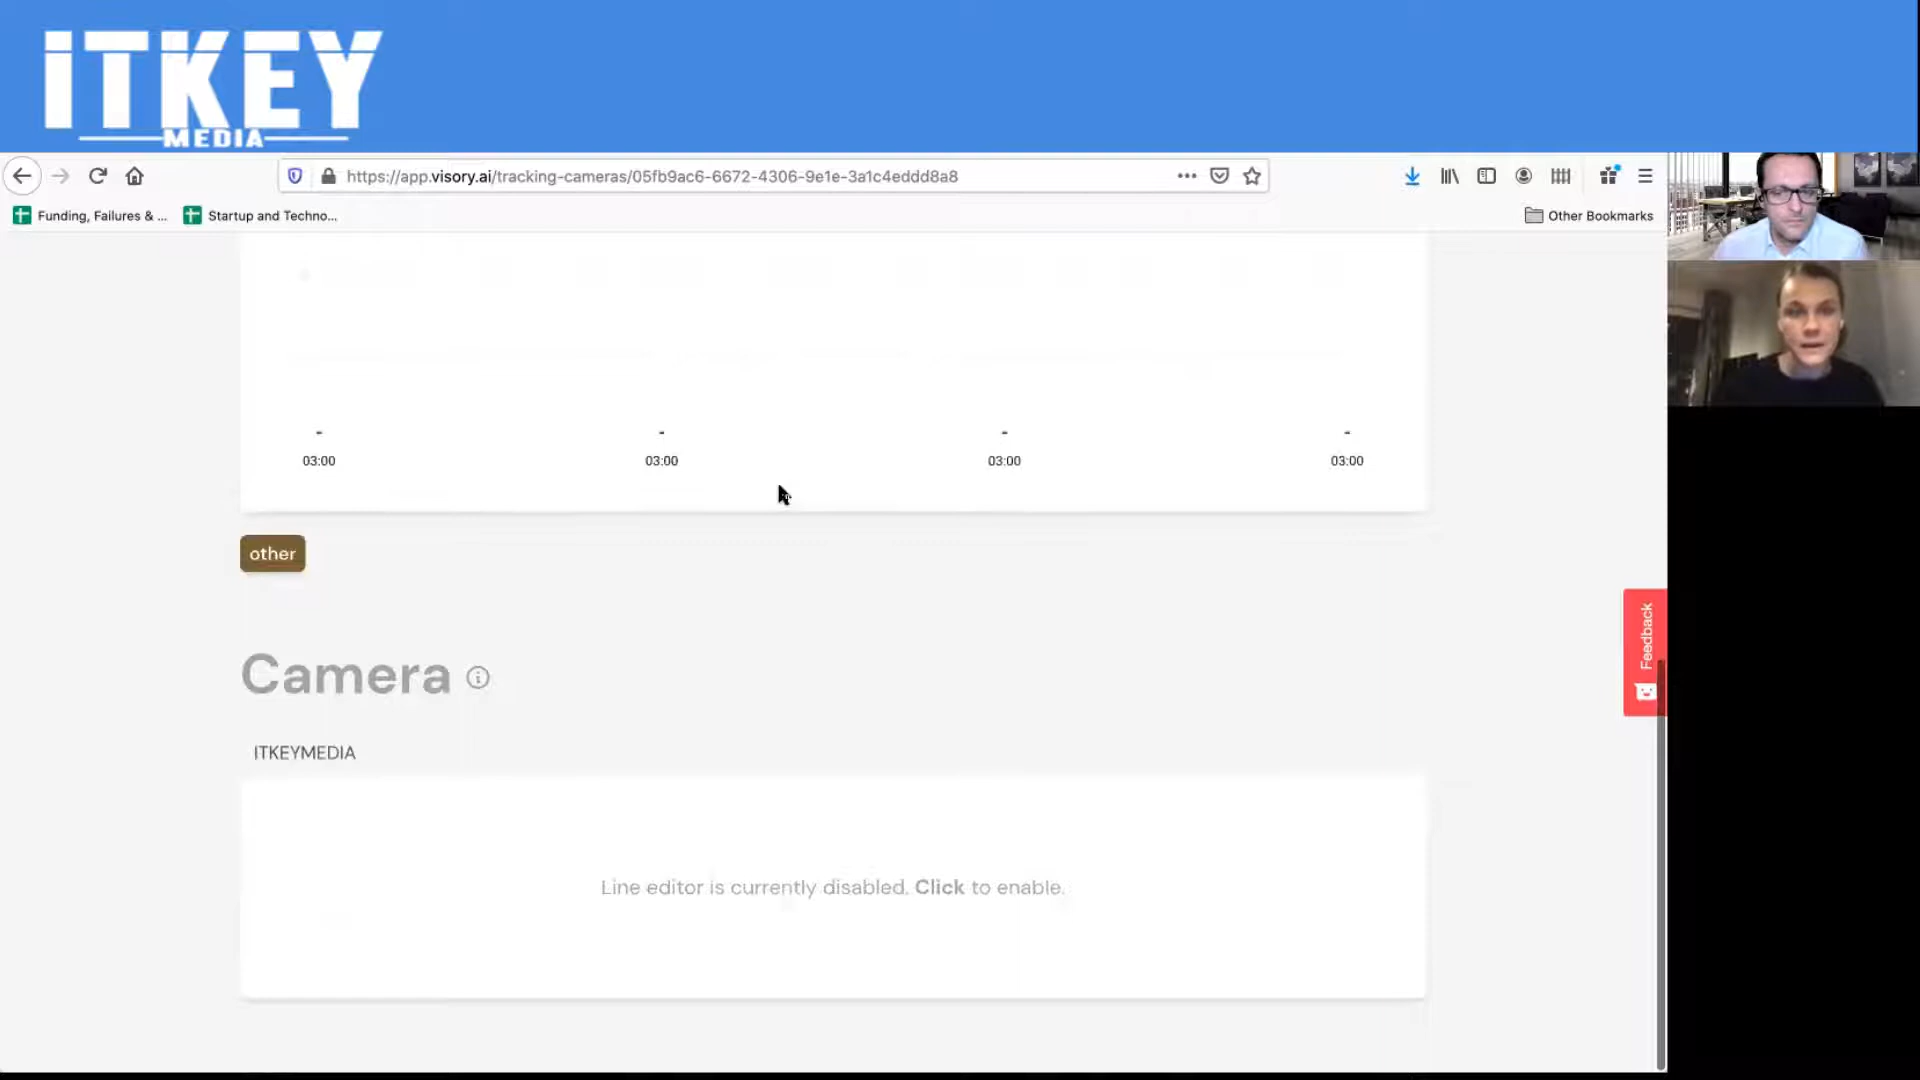 ITKEY
MEDIA
https://app.visory.ai/tracking-cameras/05fb9ac6-6672-4306-9e1e-3a1c4eddd8a8
Funding, Failures & ...
Startup and Techno...
Other Bookmarks
- - - -
03:00 03:00 03:00 03:00
other
Feedback
Camera
ITKEYMEDIA
Line editor is currently disabled. Click to enable.